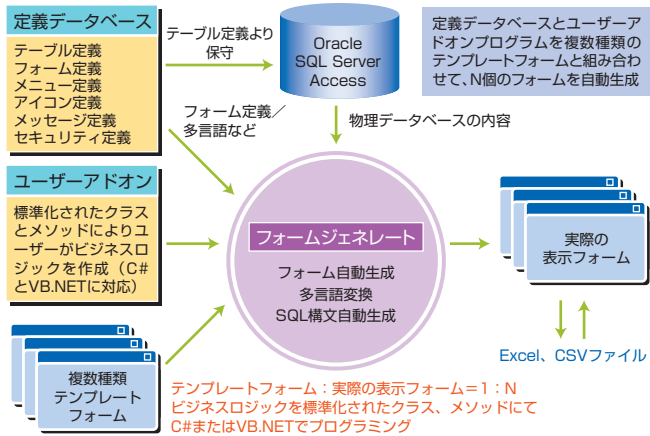 定義データベース
テーブル定義
フォーム定義
メニュー定義
アイコン定義
メッセージ定義
セキュリティ定義
テーブル定義より
保守
Oracle
SQL Server
Access
定義データベースとユーザーア
ドオンプログラムを複数種類の
テンプレートフォームと組み合わ
せて、N個のフォームを自動生成
フォーム定義／
多言語など
物理データベースの内容
ユーザーアドオン
標準化されたクラス
とメソッドによりユ
ーザーがビジネスロ
ジックを作成（C#
とVB.NETに対応）
フォームジェネレート
フォーム自動生成
多言語変換
SQL構文自動生成
実際の
表示フォーム
Excel、CSVファイル
複数種類
テンプレート
フォーム
テンプレートフォーム：実際の表示フォーム＝1：N
ビジネスロジックを標準化されたクラス、メソッドにて
C#またはVB.NETでプログラミング